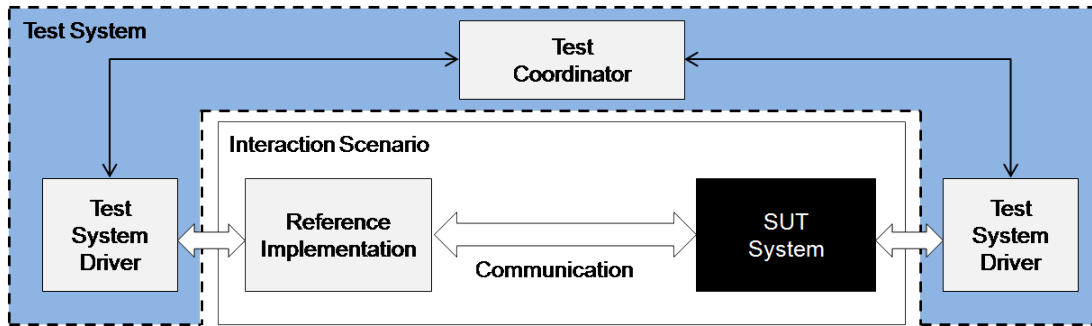 Test System
Test
Coordinator
Interaction Scenario
Test
System
Driver
Reference
Implementation
Communication
SUT
System
Test
System
Driver